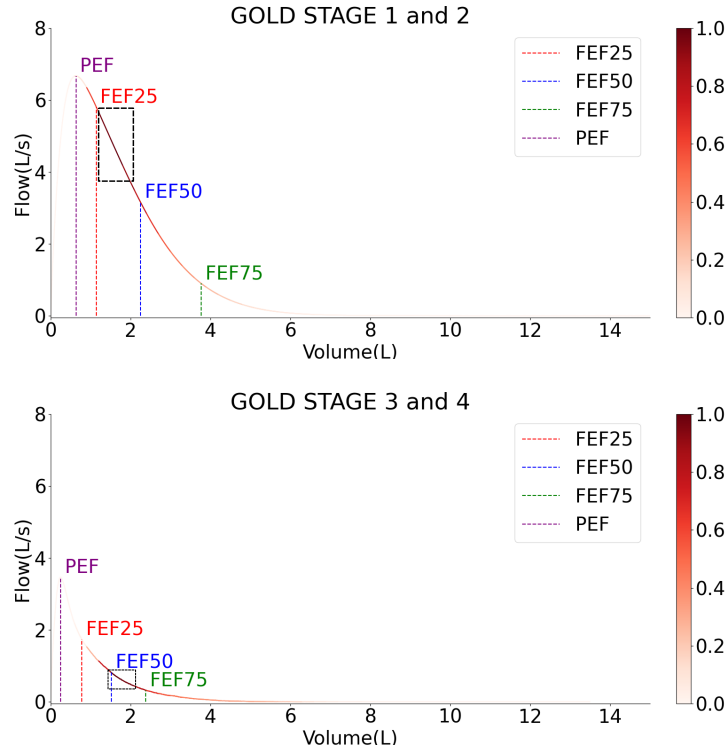 GOLD STAGE 1 and 2
8
6
4
2
0
Flow(L/s)
PEF
FEF25
FEF50
FEF75
FEF25
FEF50
FEF75
PEF
0 2 4 6 8 10 12 14
Volume(L)
1.0
0.8
0.6
0.4
0.2
0.0
GOLD STAGE 3 and 4
8
6
4
2
0
Flow(L/s)
PEF
FEF25
FEF50
FEF75
FEF25
FEF50
FEF75
PEF
0 2 4 6 8 10 12 14
Volume(L)
1.0
0.8
0.6
0.4
0.2
0.0